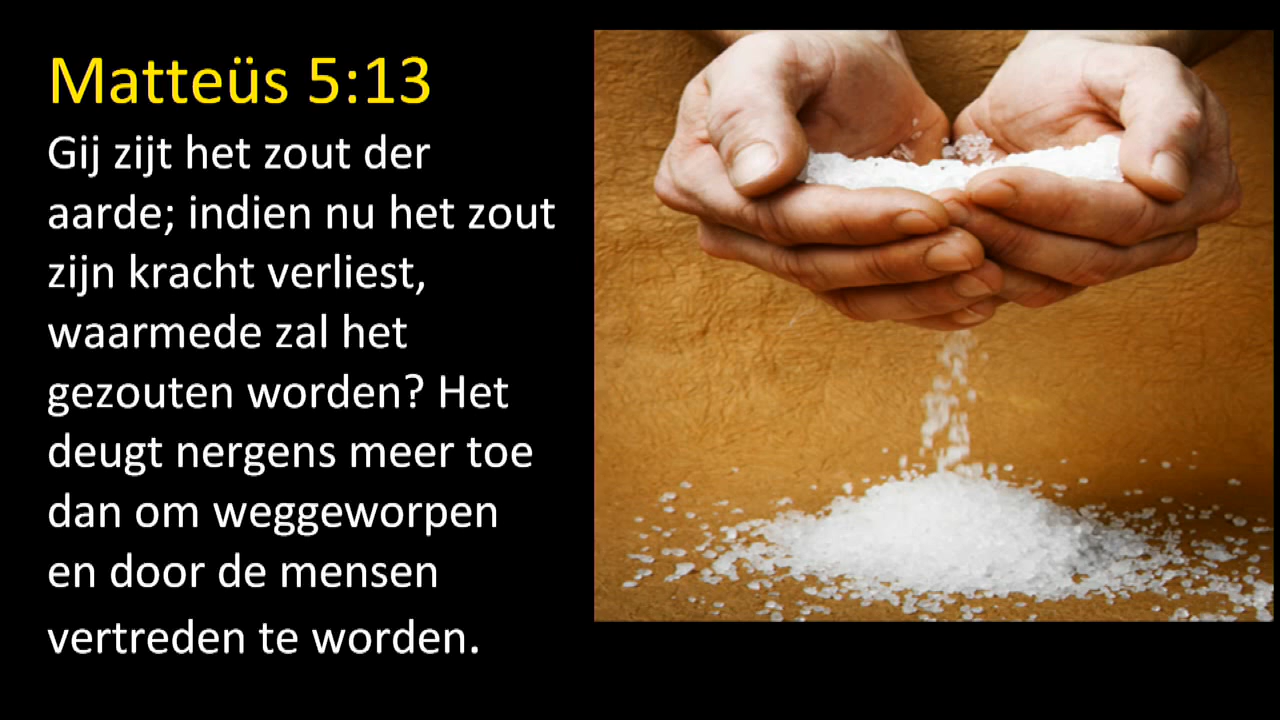 Matteüs 5:13
Gij zijt het zout der
aarde; indien nu het zout
zijn kracht verliest,
waarmede zal het
gezouten worden? Het
deugt nergens meer toe
dan om weggeworpen
en door de mensen
vertreden te worden.